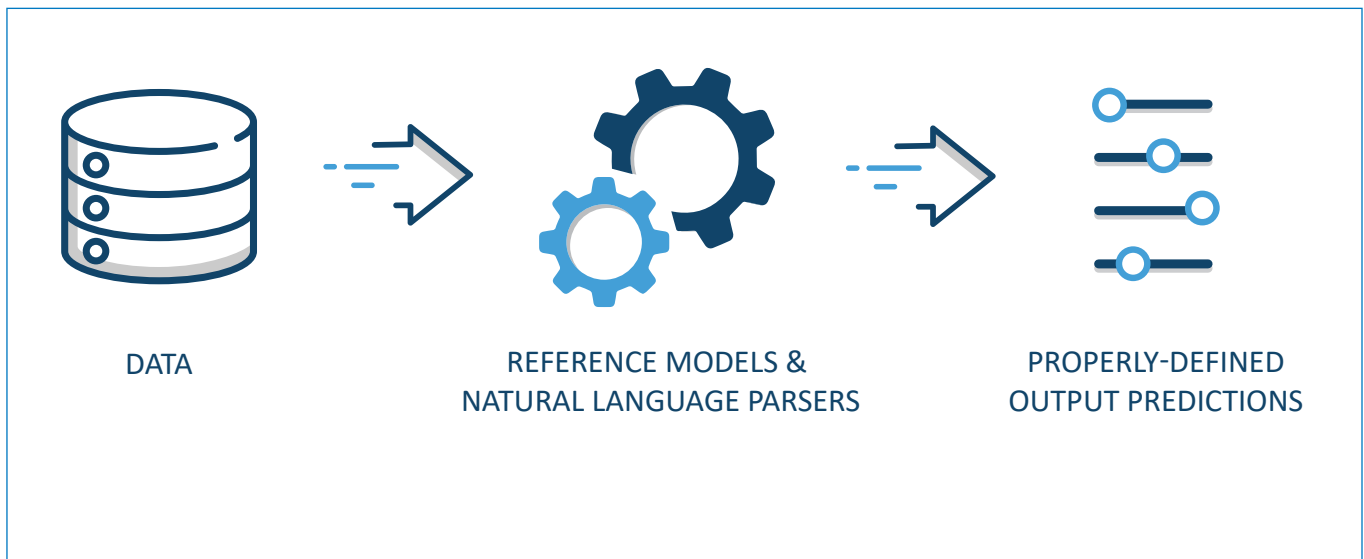 DATA
REFERENCE MODELS &
NATURAL LANGUAGE PARSERS
PROPERLY-DEFINED
OUTPUT PREDICTIONS